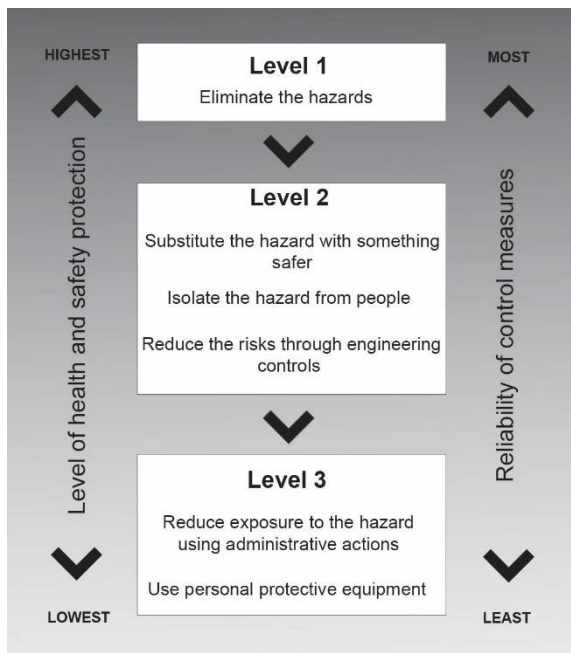 HIGHEST
MOST
Level 1
Eliminate the hazards
Level 2
Substitute the hazard with something
safer
Isolate the hazard from people
Reduce the risks through engineering
controls
Level 3
Reduce exposure to the hazard
using administrative actions
Use personal protective equipment
Level of health and safety protection
Reliability of control measures
LOWEST
LEAST